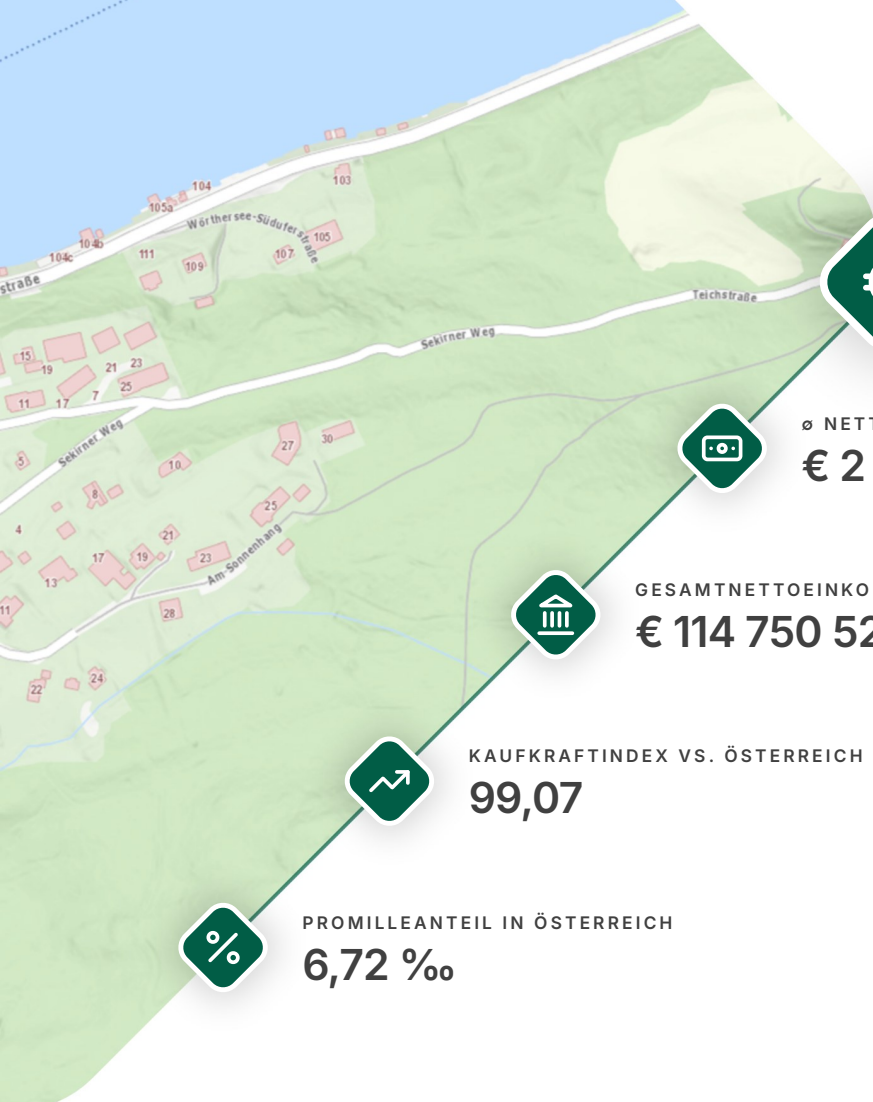 104
103
105a
Wörthersee-Süduferstraße
104b
105
104c
111
107
109
straße
Teichstraße
Sekirner Weg
15
19
21
23
25
7
11
17
Sekirner Weg
27
30
5
10
8
25
4
21
17
19
23
13
Am-Sonnenhang
11
28
24
22
ø NETT
€ 2
GESAMTNETTOEINKO
€ 114 750 52
KAUFKRAFTINDEX VS. ÖSTERREICH
99,07
PROMILLEANTEIL IN ÖSTERREICH
6,72 ‰